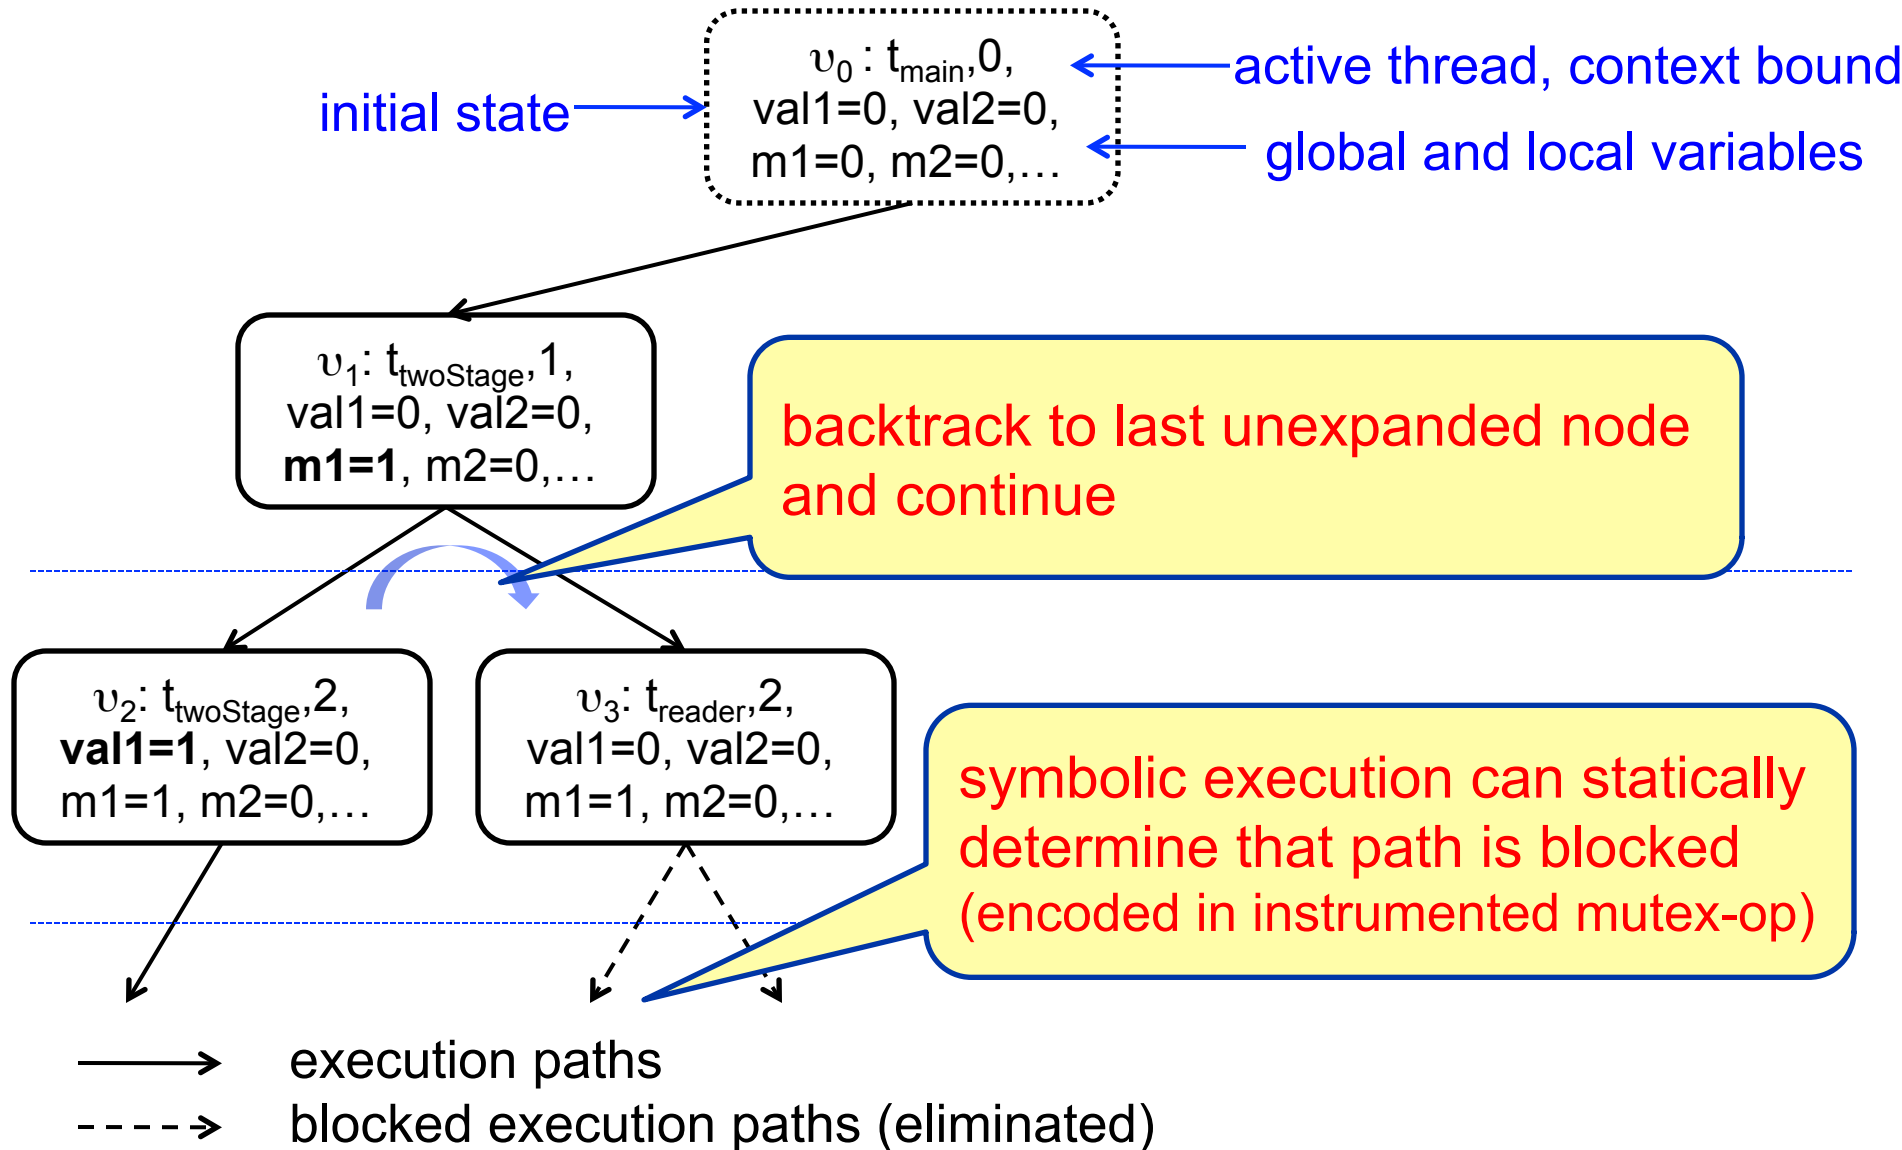 υ0 : tmain,0,
val1=0, val2=0,
m1=0, m2=0,…
initial state
active thread, context bound
global and local variables
υ1: ttwoStage,1,
val1=0, val2=0,
m1=1, m2=0,…
backtrack to last unexpanded node
and continue
υ2: ttwoStage,2,
val1=1, val2=0,
m1=1, m2=0,…
υ3: treader,2,
val1=0, val2=0,
m1=1, m2=0,…
symbolic execution can statically
determine that path is blocked
(encoded in instrumented mutex-op)
execution paths
blocked execution paths (eliminated)